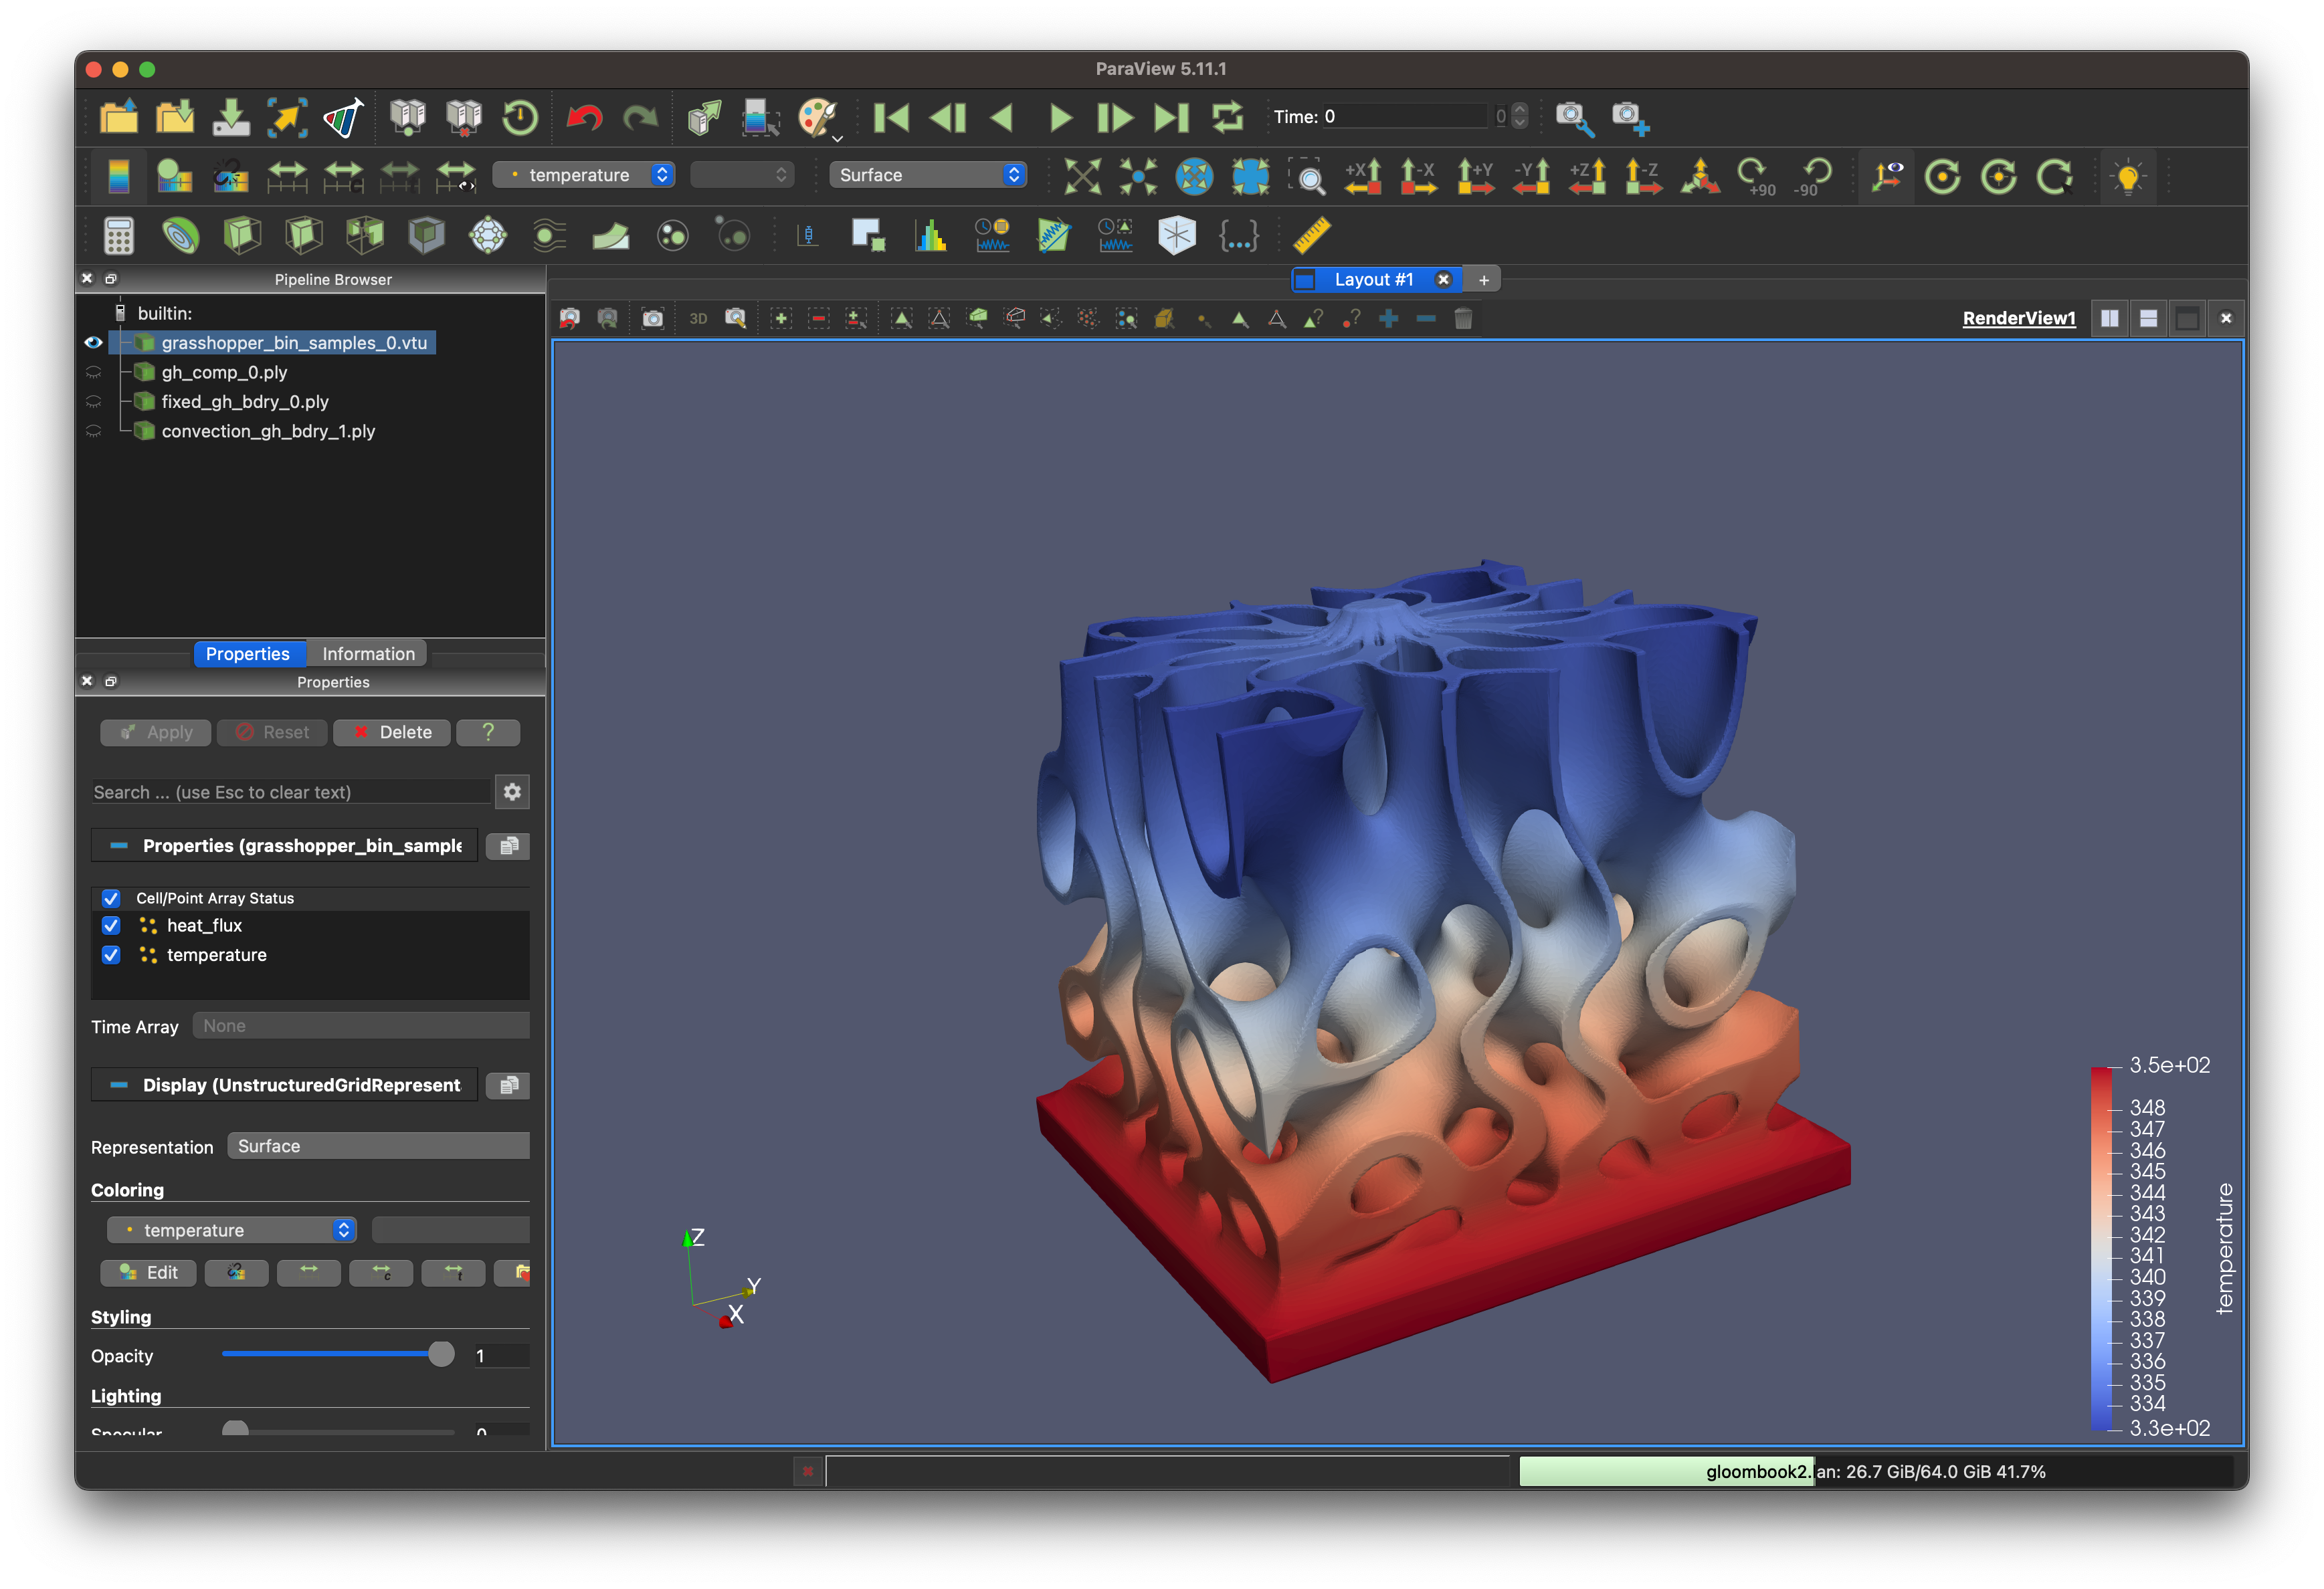 ParaView 5.11.1
Time: 0
0
temperature
Surface
+X
-X
+Y
-Y
+Z
-Z
+90
-90
Pipeline Browser
builtin:
grasshopper_bin_samples_0.vtu
gh_comp_0.ply
fixed_gh_bdry_0.ply
convection_gh_bdry_1.ply
Properties
Information
Properties
Apply
Reset
Delete
?
Search ... (use Esc to clear text)
Properties (grasshopper_bin_sample
Cell/Point Array Status
heat_flux
temperature
Time Array
None
Display (UnstructuredGridRepresent
Representation
Surface
Coloring
temperature
Edit
c
t
Styling
Opacity
1
Lighting
Specular
0
Layout #1
+
3D
RenderView1
Z
Y
X
3.5e+02
348
347
346
345
344
343
342
341
340
339
338
337
336
335
334
3.3e+02
temperature
gloombook2.lan: 26.7 GiB/64.0 GiB 41.7%